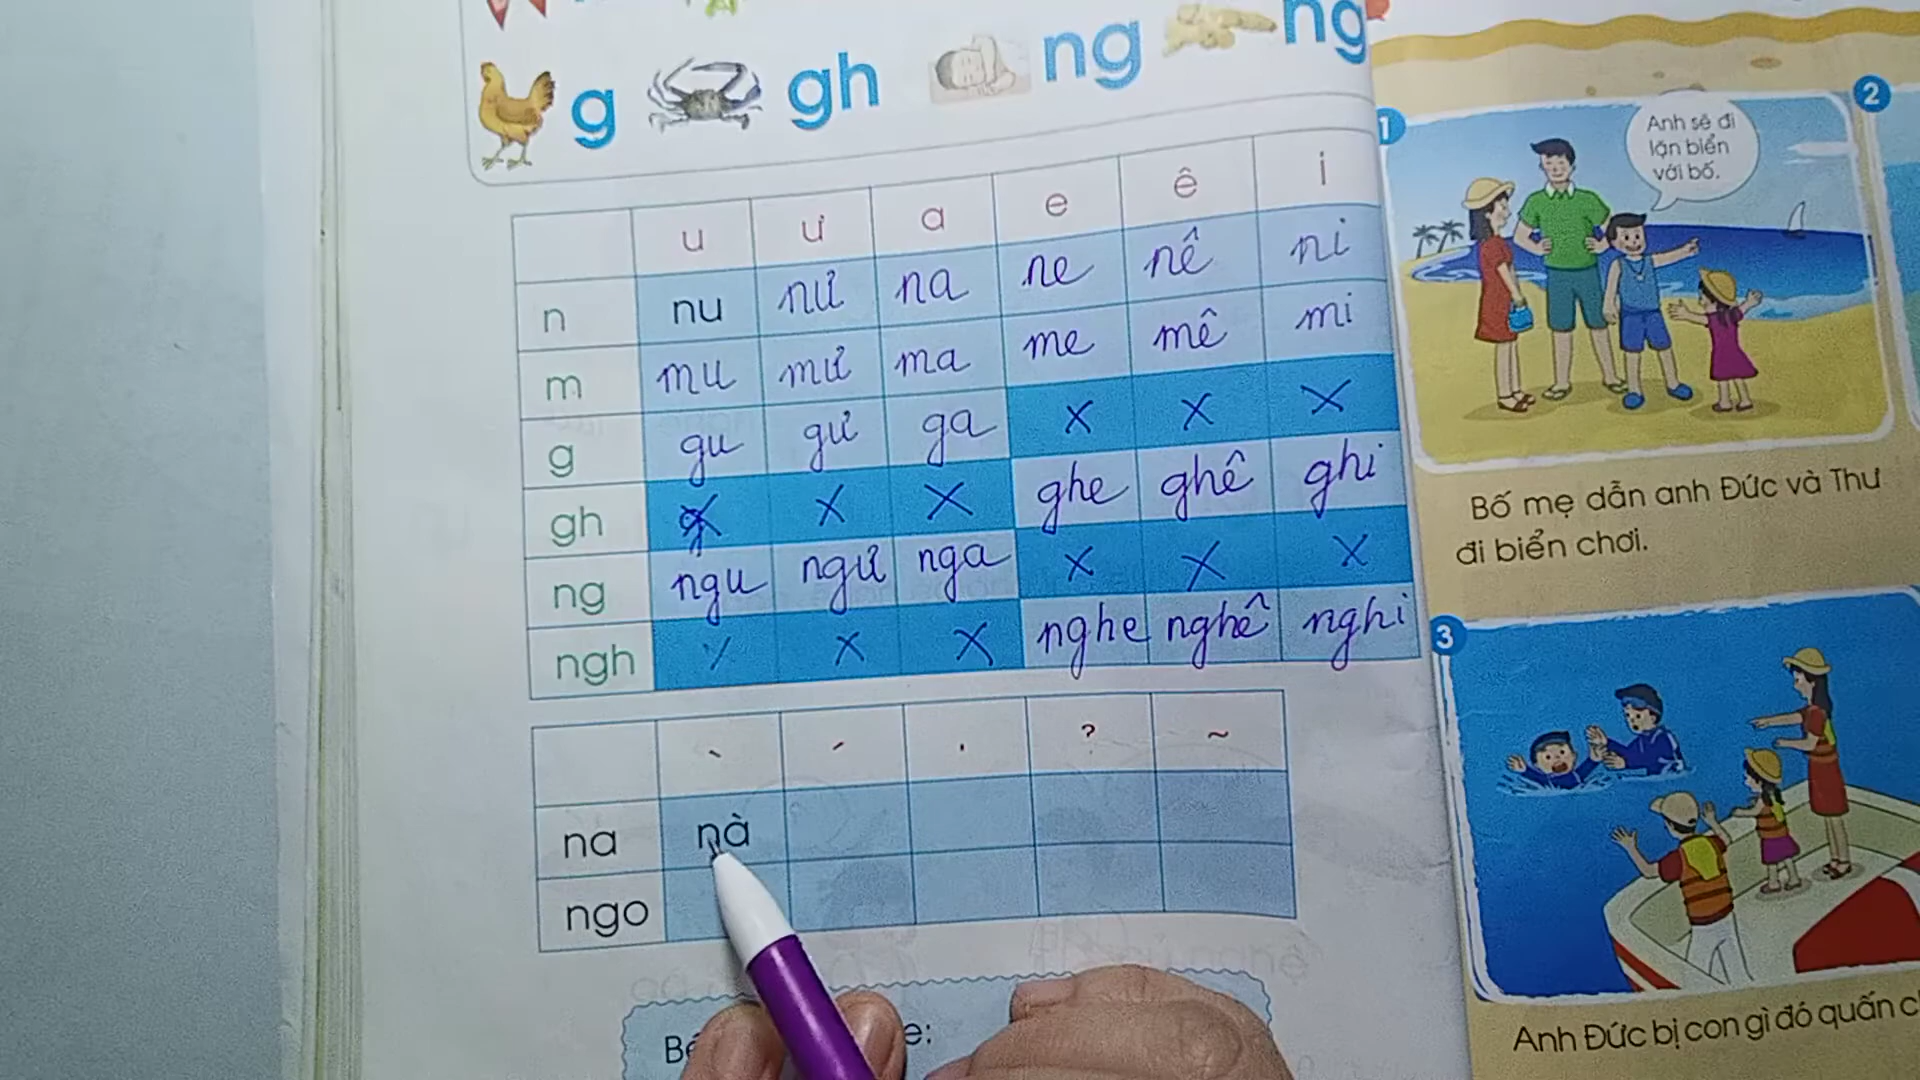 g gh ng ng
u ư a e ê i
n nu nư na ne nê ni
m mu mư ma me mê mi
g gu gư ga x x x
gh x x x ghe ghê ghi
ng ngu ngư nga x x x
ngh x x x nghe nghê nghi
` ´ . ? ~
na nà
ngo
e:
1
Anh sẽ đi
lặn biển
với bố.
2
Bố mẹ dẫn anh Đức và Thư
đi biển chơi.
3
Anh Đức bị con gì đó quấn